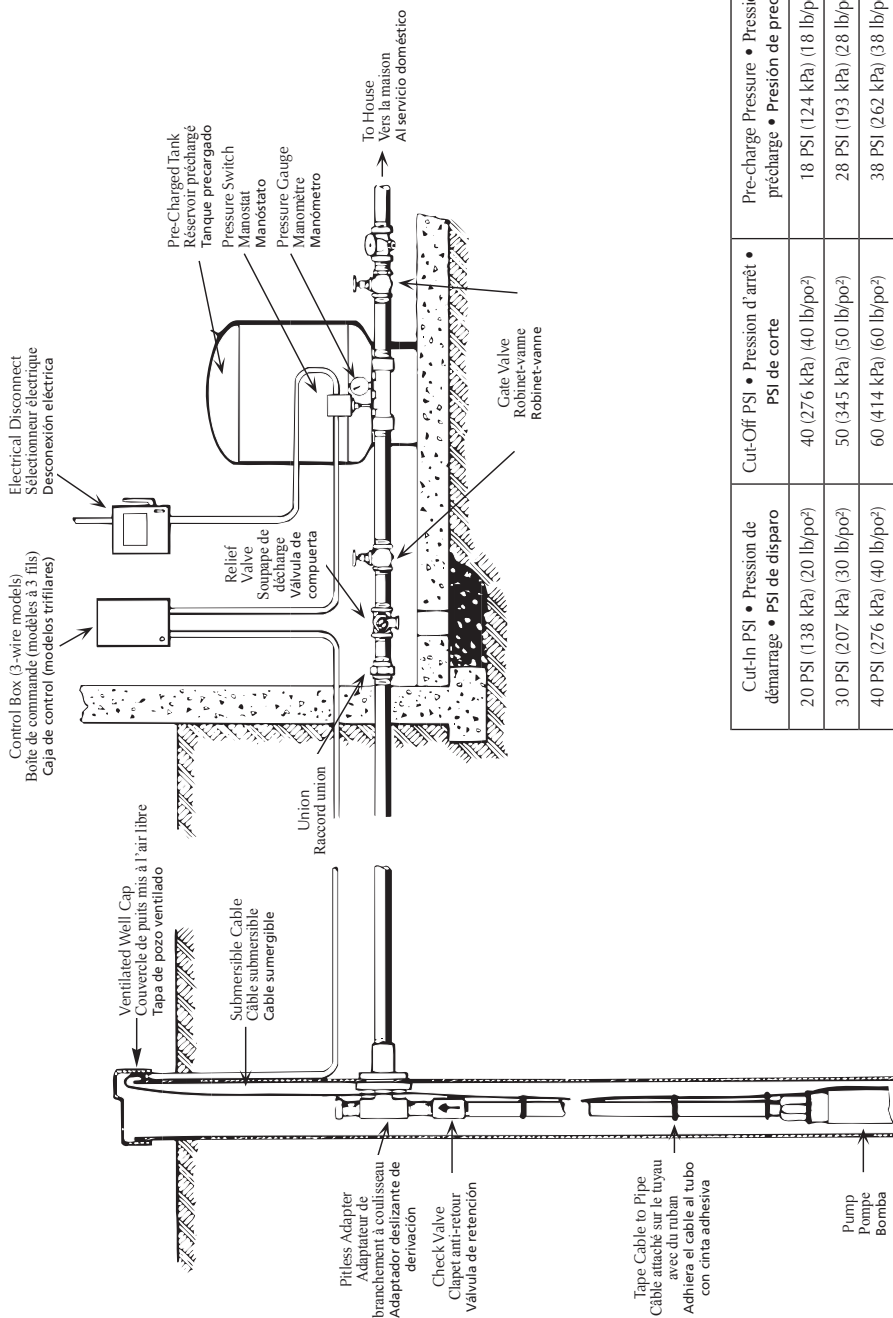 Control Box (3-wire models)
Boîte de commande (modèles à 3 fils)
Caja de control (modelos trifilares)
Electrical Disconnect
Sélectionneur électrique
Desconexión eléctrica
Pre-Charged Tank
Réservoir préchargé
Tanque precargado
Pressure Switch
Manostat
Manóstato
Pressure Gauge
Manomètre
Manómetro
To House
Vers la maison
Al servicio doméstico
Ventilated Well Cap
Couvercle de puits mis à l'air libre
Tapa de pozo ventilado
Submersible Cable
Câble submersible
Cable sumergible
Union
Raccord union
Relief
Valve
Soupape de
décharge
Válvula de
compuerta
Gate Valve
Robinet-vanne
Robinet-vanne
Pitless Adapter
Adaptateur de
branchement à coulisseau
Adaptador deslizante de
derivación
Check Valve
Clapet anti-retour
Válvula de retención
Tape Cable to Pipe
Câble attaché sur le tuyau
avec du ruban
Adhiera el cable al tubo
con cinta adhesiva
Pump
Pompe
Bomba
Cut-In PSI • Pression de
démarrage • PSI de disparo
Cut-Off PSI • Pression d'arrêt •
PSI de corte
Pre-charge Pressure •
précharge • Presión de
20 PSI (138 kPa) (20 lb/po²)
40 (276 kPa) (40 lb/po²)
18 PSI (124 kPa) (18
30 PSI (207 kPa) (30 lb/po²)
50 (345 kPa) (50 lb/po²)
28 PSI (193 kPa) (28
40 PSI (276 kPa) (40 lb/po²)
60 (414 kPa) (60 lb/po²)
38 PSI (262 kPa) (38